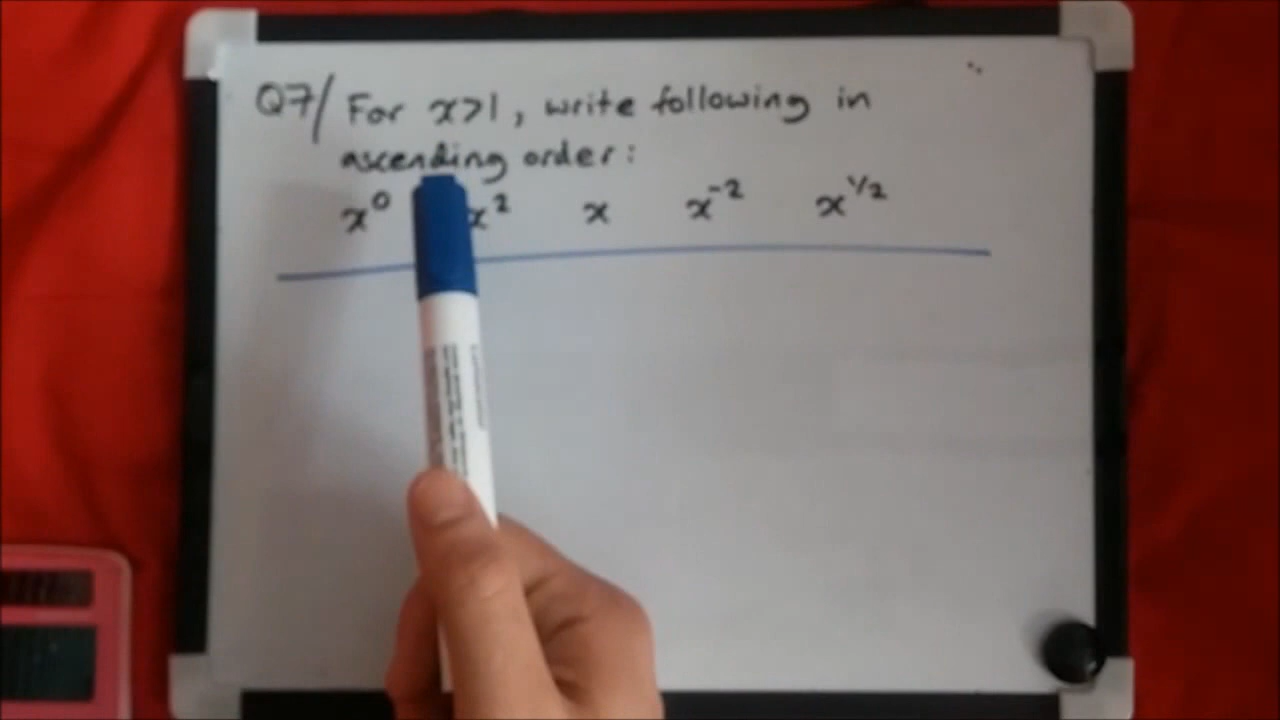 Q7/ For x>1, write following in
ascending order:
x⁰ x² x x⁻² x^1/2